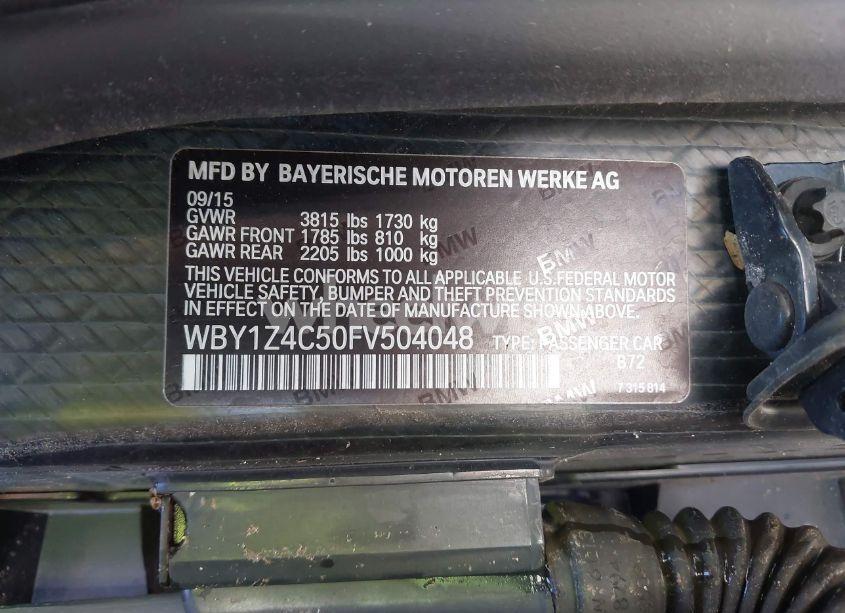 MFD BY BAYERISCHE MOTOREN WERKE AG
09/15
GVWR 3815 lbs 1730 kg
GAWR FRONT 1785 lbs 810 kg
GAWR REAR 2205 lbs 1000 kg
THIS VEHICLE CONFORMS TO ALL APPLICABLE U.S.FEDERAL MOTOR
VEHICLE SAFETY, BUMPER AND THEFT PREVENTION STANDARDS
IN EFFECT ON THE DATE OF MANUFACTURE SHOWN ABOVE.
WBY1Z4C50FV504048 TYPE: PASSENGER CAR
B72
7 315 814